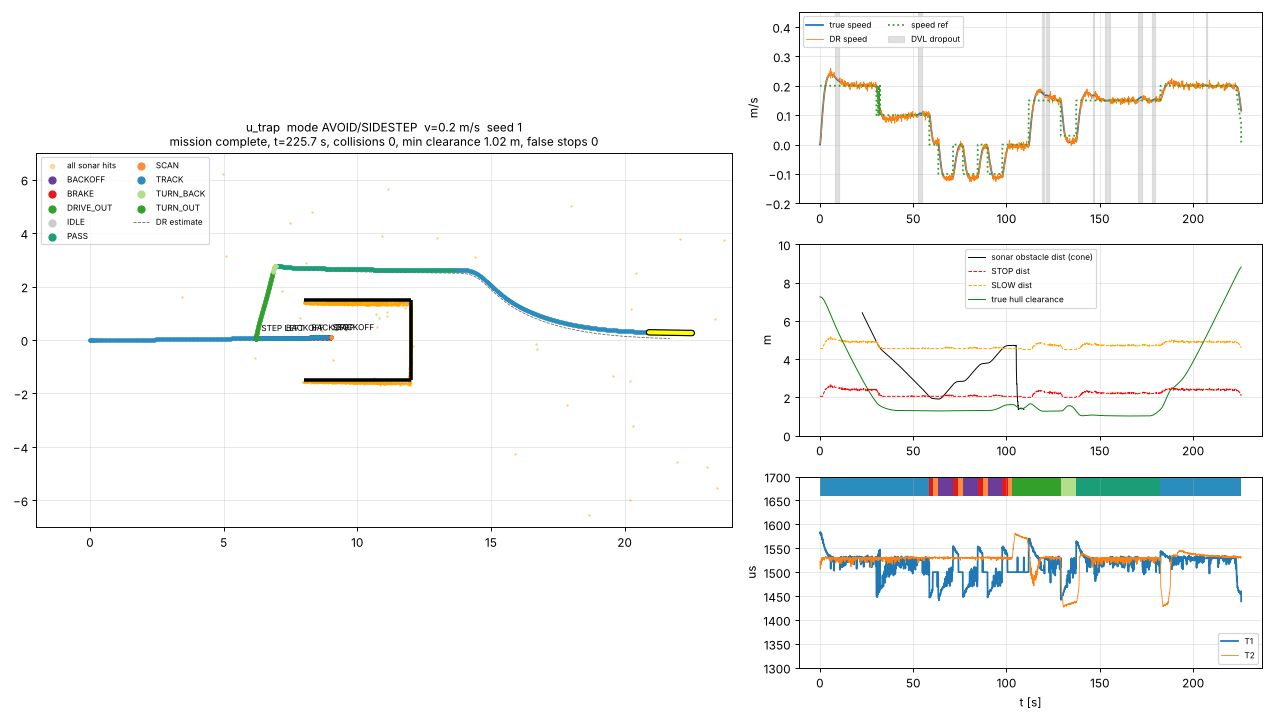 u_trap mode AVOID/SIDESTEP v=0.2 m/s seed 1
mission complete, t=225.7 s, collisions 0, min clearance 1.02 m, false stops 0
all sonar hits
BACKOFF
BRAKE
DRIVE_OUT
IDLE
PASS
SCAN
TRACK
TURN_BACK
TURN_OUT
DR estimate
6
4
2
0
−2
−4
−6
0
5
10
15
20
true speed
DR speed
speed ref
DVL dropout
m/s
0.4
0.3
0.2
0.1
0.0
−0.1
−0.2
0
50
100
150
200
sonar obstacle dist (cone)
STOP dist
SLOW dist
true hull clearance
m
10
8
6
4
2
0
0
50
100
150
200
us
1700
1650
1600
1550
1500
1450
1400
1350
1300
T1
T2
0
50
100
150
200
t [s]